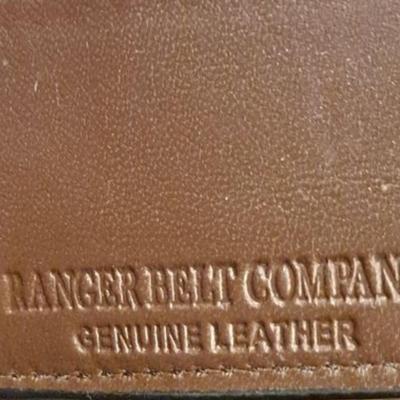 RANGER BELT COMPAN
GENUINE LEATHER